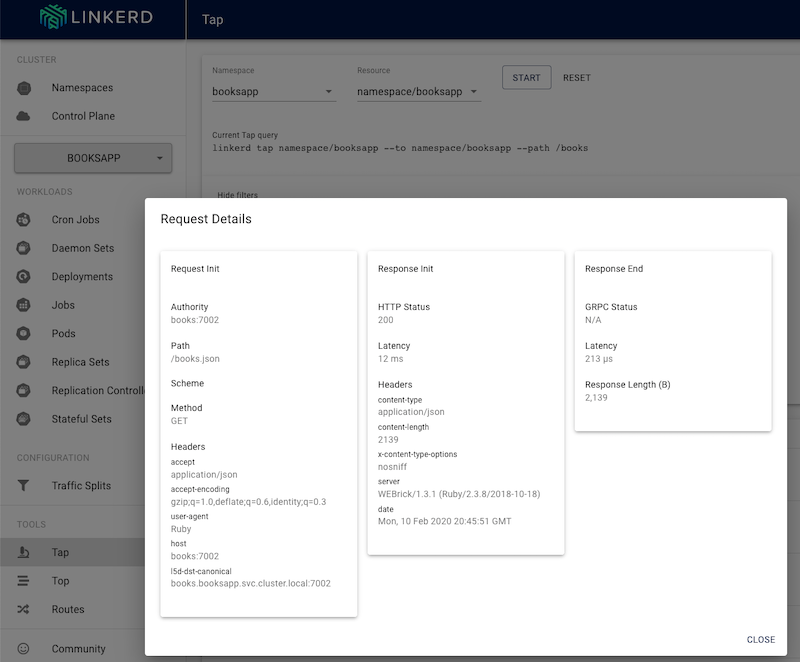 LINKERD
Tap
CLUSTER
Namespaces
Control Plane
BOOKSAPP
WORKLOADS
Cron Jobs
Daemon Sets
Deployments
Jobs
Pods
Replica Sets
Replication Controll
Stateful Sets
CONFIGURATION
Traffic Splits
TOOLS
Tap
Top
Routes
Community
Namespace
booksapp
Resource
namespace/booksapp
START
RESET
Current Tap query
linkerd tap namespace/booksapp --to namespace/booksapp --path /books
Hide filters
Request Details
Request Init
Authority
books:7002
Path
/books.json
Scheme
Method
GET
Headers
accept
application/json
accept-encoding
gzip;q=1.0,deflate;q=0.6,identity;q=0.3
user-agent
Ruby
host
books:7002
l5d-dst-canonical
books.booksapp.svc.cluster.local:7002
Response Init
HTTP Status
200
Latency
12 ms
Headers
content-type
application/json
content-length
2139
x-content-type-options
nosniff
server
WEBrick/1.3.1 (Ruby/2.3.8/2018-10-18)
date
Mon, 10 Feb 2020 20:45:51 GMT
Response End
GRPC Status
N/A
Latency
213 µs
Response Length (B)
2,139
CLOSE